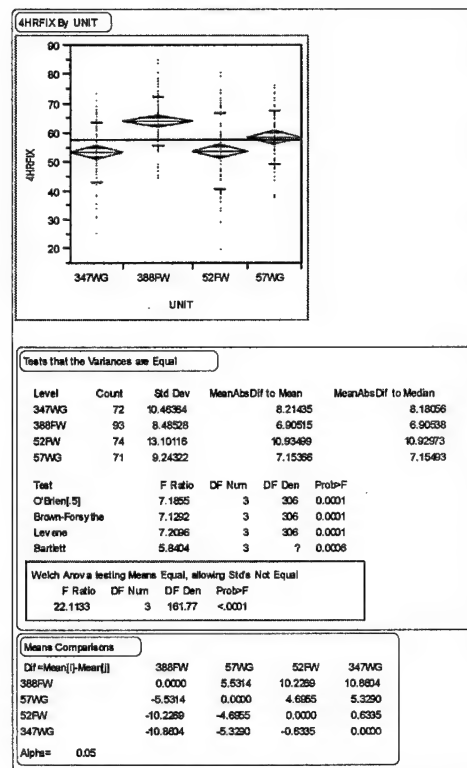 4HRFIX By UNIT
90
80
70
60
50
40
30
20
4HRFIX
347WG 388FW 52FW 57WG
UNIT
Tests that the Variances are Equal
Level Count Std Dev MeanAbsDif to Mean MeanAbsDif to Median
347WG 72 10.46364 8.21435 8.18056
388FW 93 8.48528 6.90515 6.90538
52FW 74 13.10116 10.93499 10.92973
57WG 71 9.24322 7.15366 7.15493
Test F Ratio DF Num DF Den Prob>F
O'Brien[.5] 7.1855 3 306 0.0001
Brown-Forsythe 7.1292 3 306 0.0001
Levene 7.2096 3 306 0.0001
Bartlett 5.8404 3 ? 0.0006
Welch Anova testing Means Equal, allowing Std's Not Equal
F Ratio DF Num DF Den Prob>F
22.1133 3 161.77 <.0001
Means Comparisons
Dif=Mean[i]-Mean[j] 388FW 57WG 52FW 347WG
388FW 0.0000 5.5314 10.2269 10.8604
57WG -5.5314 0.0000 4.6955 5.3290
52FW -10.2269 -4.6955 0.0000 0.6335
347WG -10.8604 -5.3290 -0.6335 0.0000
Alpha= 0.05